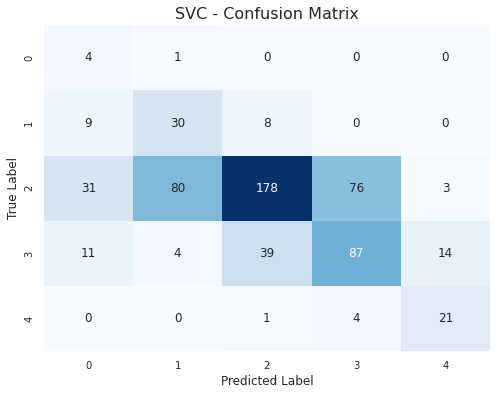 SVC - Confusion Matrix
True Label
0 4 1 0 0 0
1 9 30 8 0 0
2 31 80 178 76 3
3 11 4 39 87 14
4 0 0 1 4 21
0 1 2 3 4
Predicted Label